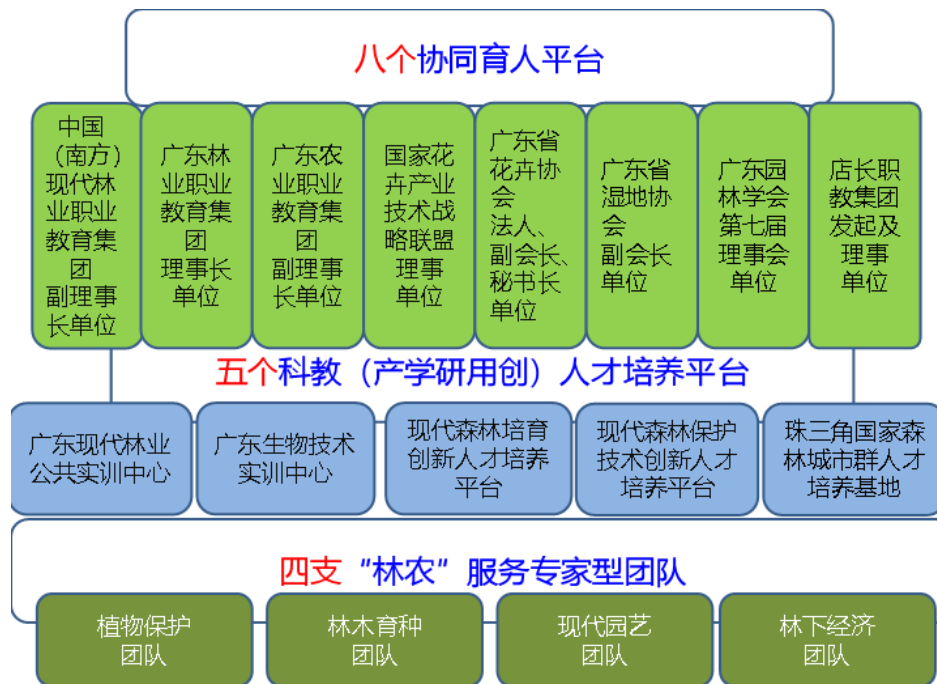 八个协同育人平台
中国
（南方）
现代林
业职业
教育集
团
副理事
长单位
广东林
业职业
教育集
团
理事长
单位
广东农
业职业
教育集
团
副理事
长单位
国家花
卉产业
技术战
略联盟
理事
单位
广东省
花卉协
会
法人、
副会长、
秘书长
单位
广东省
湿地协
会
副会长
单位
广东园
林学会
第七届
理事会
单位
店长职
教集团
发起及
理事
单位
五个科教（产学研用创）人才培养平台
广东现代林业
公共实训中心
广东生物技术
实训中心
现代森林培育
创新人才培养
平台
现代森林保护
技术创新人才
培养平台
珠三角国家森
林城市群人才
培养基地
四支“林农”服务专家型团队
植物保护
团队
林木育种
团队
现代园艺
团队
林下经济
团队